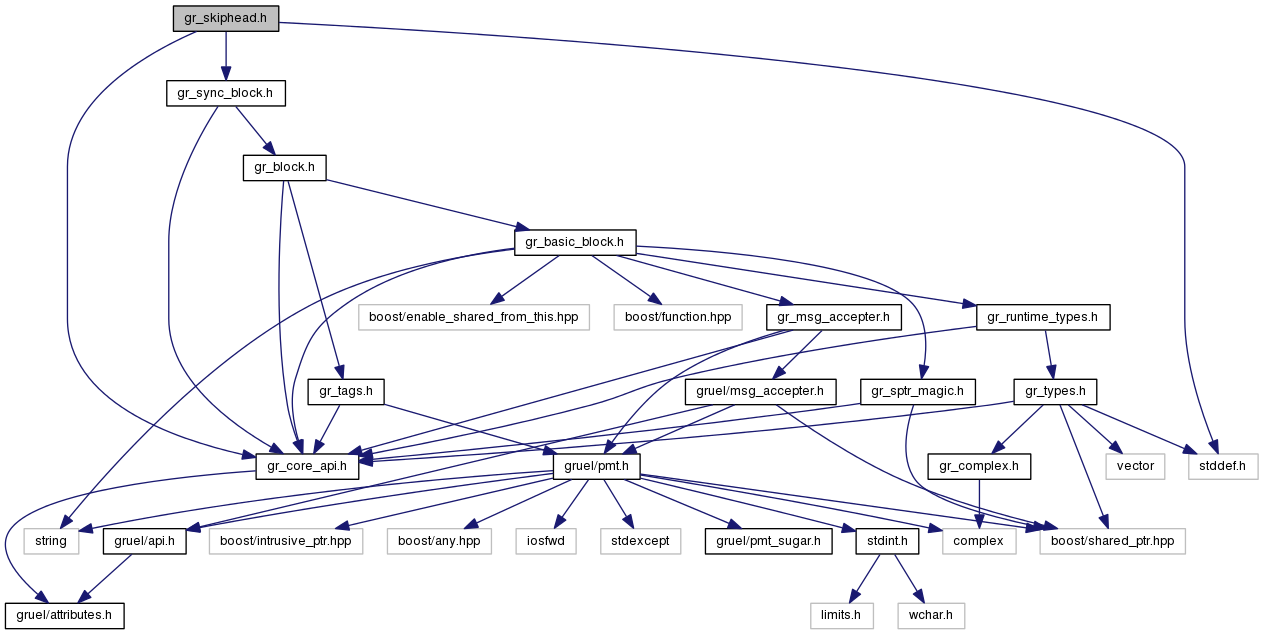 gr_skiphead.h
gr_sync_block.h
gr_block.h
gr_basic_block.h
boost/enable_shared_from_this.hpp
boost/function.hpp
gr_msg_accepter.h
gr_runtime_types.h
gr_tags.h
gruel/msg_accepter.h
gr_sptr_magic.h
gr_types.h
gr_core_api.h
gruel/pmt.h
gr_complex.h
vector
stddef.h
string
gruel/api.h
boost/intrusive_ptr.hpp
boost/any.hpp
iosfwd
stdexcept
gruel/pmt_sugar.h
stdint.h
complex
boost/shared_ptr.hpp
gruel/attributes.h
limits.h
wchar.h